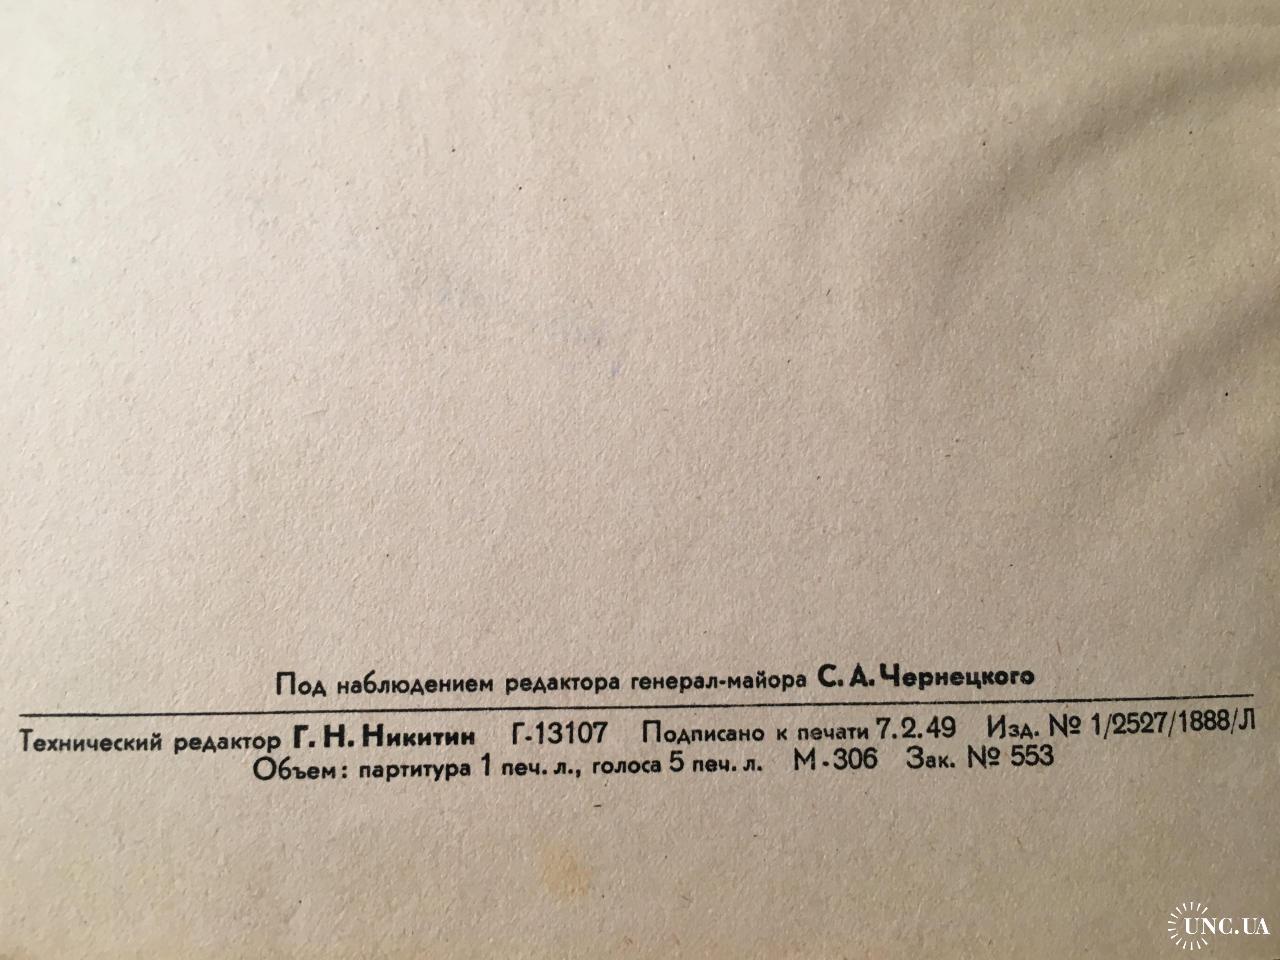 Под наблюдением редактора генерал-майора С. А. Чернецкого
Технический редактор Г. Н. Никитин Г-13107 Подписано к печати 7.2.49 Изд. № 1/2527/1888/Л
Объем: партитура 1 печ. л., голоса 5 печ. л. М-306 Зак. № 553
UNC.UA